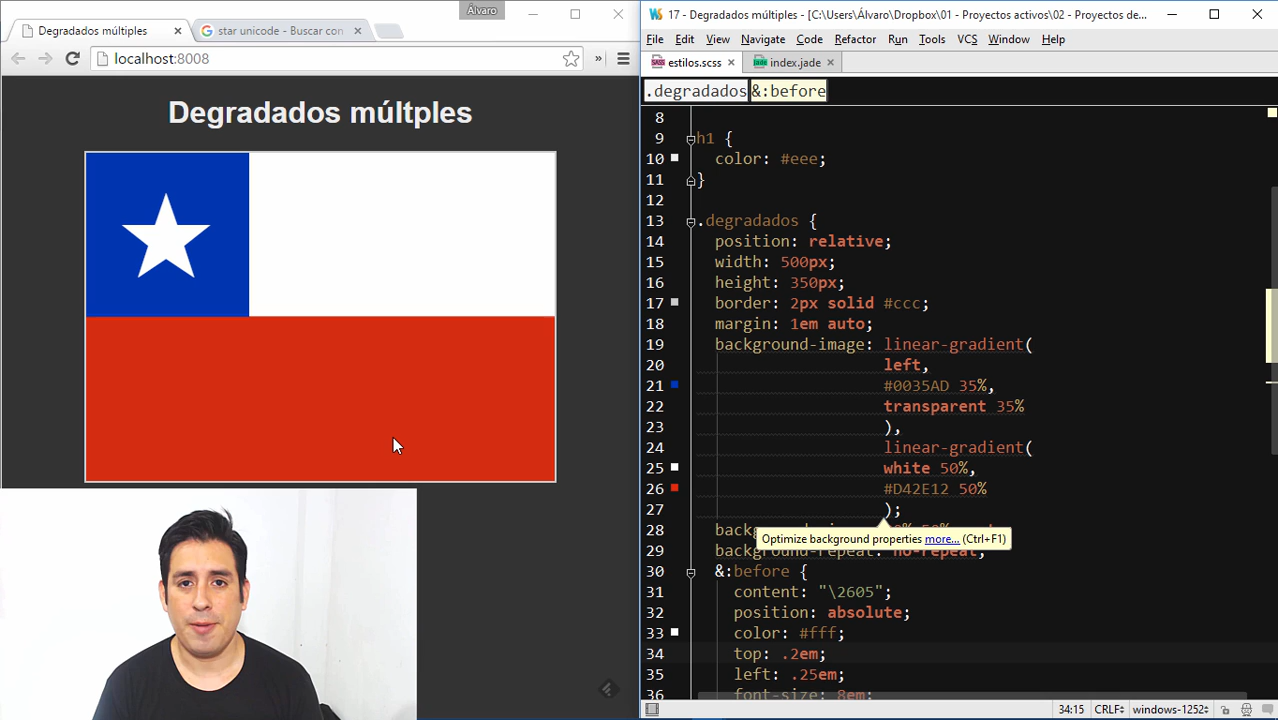 Álvaro
Degradados múltiples
star unicode - Buscar con
localhost:8008
Degradados múltples
17 - Degradados múltiples - [C:\Users\Álvaro\Dropbox\01 - Proyectos activos\02 - Proyectos de...
File Edit View Navigate Code Refactor Run Tools VCS Window Help
estilos.scss
index.jade
.degradados &:before
8
9 h1 {
10 color: #eee;
11 }
12
13 .degradados {
14 position: relative;
15 width: 500px;
16 height: 350px;
17 border: 2px solid #ccc;
18 margin: 1em auto;
19 background-image: linear-gradient(
20 left,
21 #0035AD 35%,
22 transparent 35%
23 ),
24 linear-gradient(
25 white 50%,
26 #D42E12 50%
27 );
28
Optimize background properties more... (Ctrl+F1)
29 background-repeat: no-repeat;
30 &:before {
31 content: "\2605";
32 position: absolute;
33 color: #fff;
34 top: .2em;
35 left: .25em;
36 font-size: 8em;
34:15 CRLF÷ windows-1252÷